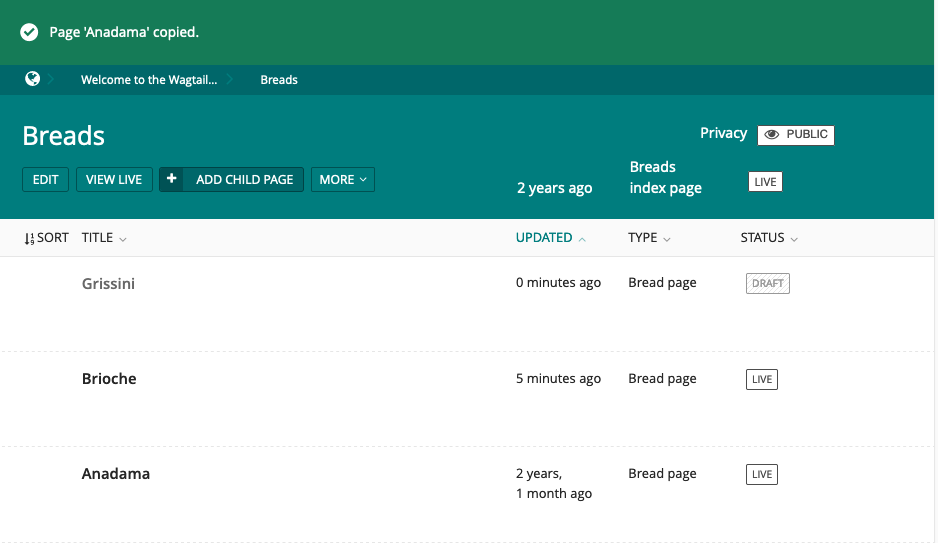 Page 'Anadama' copied.
Welcome to the Wagtail... Breads
Breads
Privacy PUBLIC
EDIT VIEW LIVE ADD CHILD PAGE MORE
2 years ago
Breads
index page
LIVE
SORT TITLE UPDATED TYPE STATUS
Grissini 0 minutes ago Bread page DRAFT
Brioche 5 minutes ago Bread page LIVE
Anadama 2 years, Bread page LIVE
1 month ago